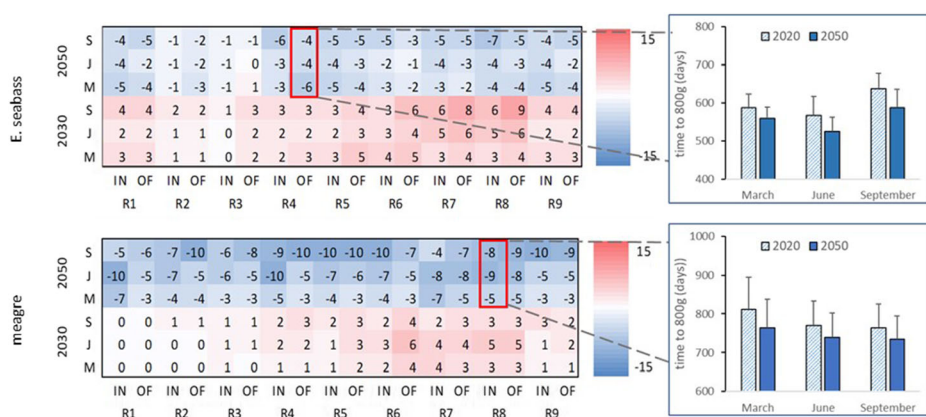 E. seabass
2050
S -4 -5 -1 -2 -1 -1 -6 -4 -5 -5 -5 -3 -5 -5 -7 -5 -4 -5
J -4 -2 -1 -2 -1 0 -3 -4 -3 -4 -2 -1 -4 -3 -4 -3 -4 -2
M -5 -4 -1 -3 -1 1 -3 -6 -5 -4 -3 -2 -3 -2 -4 -4 -4 -3
2030
S 4 4 2 2 1 3 3 3 3 4 3 6 6 8 6 9 4 4
J 2 2 1 1 0 2 2 2 2 3 3 4 5 6 5 6 2 2
M 3 3 1 1 0 2 2 3 3 5 4 5 3 4 3 4 3 3
IN OF IN OF IN OF IN OF IN OF IN OF IN OF IN OF IN OF
R1 R2 R3 R4 R5 R6 R7 R8 R9
15
-15
2020 2050
time to 800g (days)
700
600
500
400
March June September
meagre
2050
S -5 -6 -7 -10 -6 -8 -9 -10 -10 -10 -10 -7 -4 -7 -8 -9 -10 -9
J -10 -5 -7 -5 -6 -5 -10 -5 -7 -6 -7 -5 -8 -8 -9 -8 -5 -5
M -7 -3 -4 -4 -3 -3 -5 -3 -4 -3 -4 -3 -7 -5 -5 -5 -3 -3
2030
S 0 0 1 1 1 1 2 3 2 3 2 4 2 3 3 3 3 2
J 0 0 0 0 1 1 2 2 2 3 3 6 4 4 5 5 1 2
M 0 0 0 0 1 0 1 1 1 2 2 4 4 3 3 3 1 1
IN OF IN OF IN OF IN OF IN OF IN OF IN OF IN OF IN OF
R1 R2 R3 R4 R5 R6 R7 R8 R9
15
-15
2020 2050
time to 800g (days))
1000
900
800
700
600
March June September